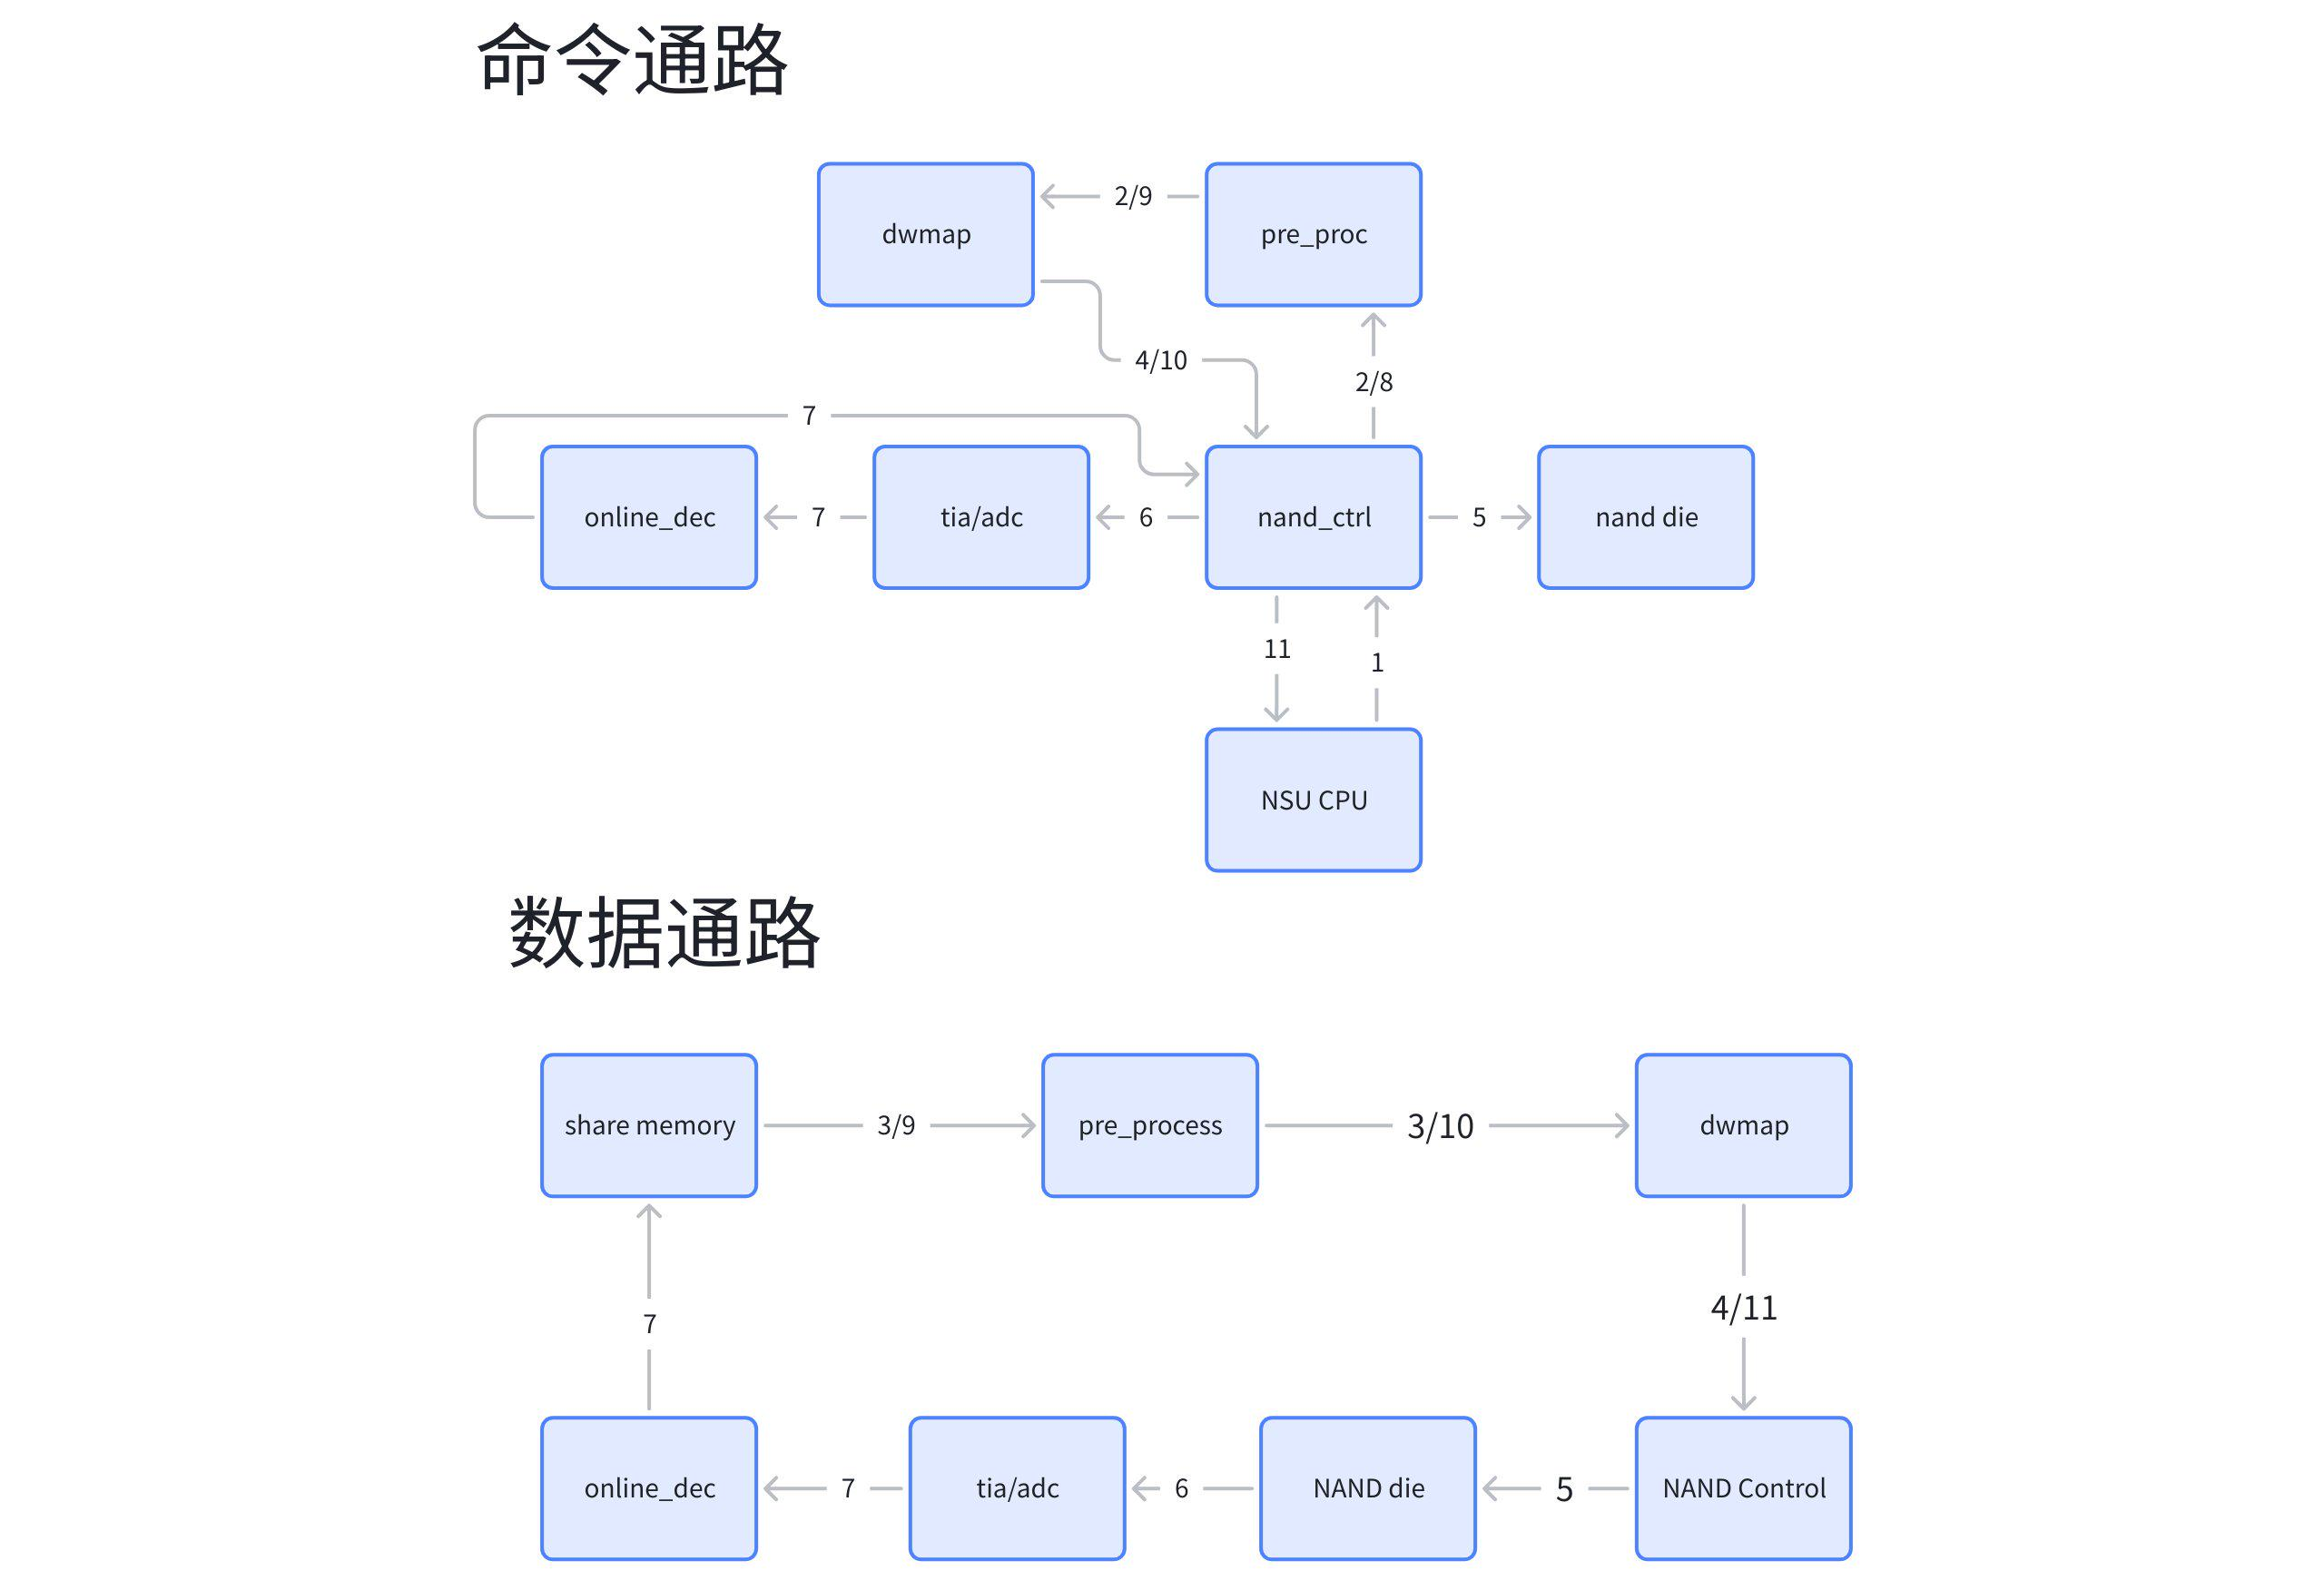 命令通路
dwmap
2/9
pre_proc
4/10
2/8
7
online_dec
7
tia/adc
6
nand_ctrl
5
nand die
11
1
NSU CPU
数据通路
share memory
3/9
pre_process
3/10
dwmap
7
4/11
online_dec
7
tia/adc
6
NAND die
5
NAND Control